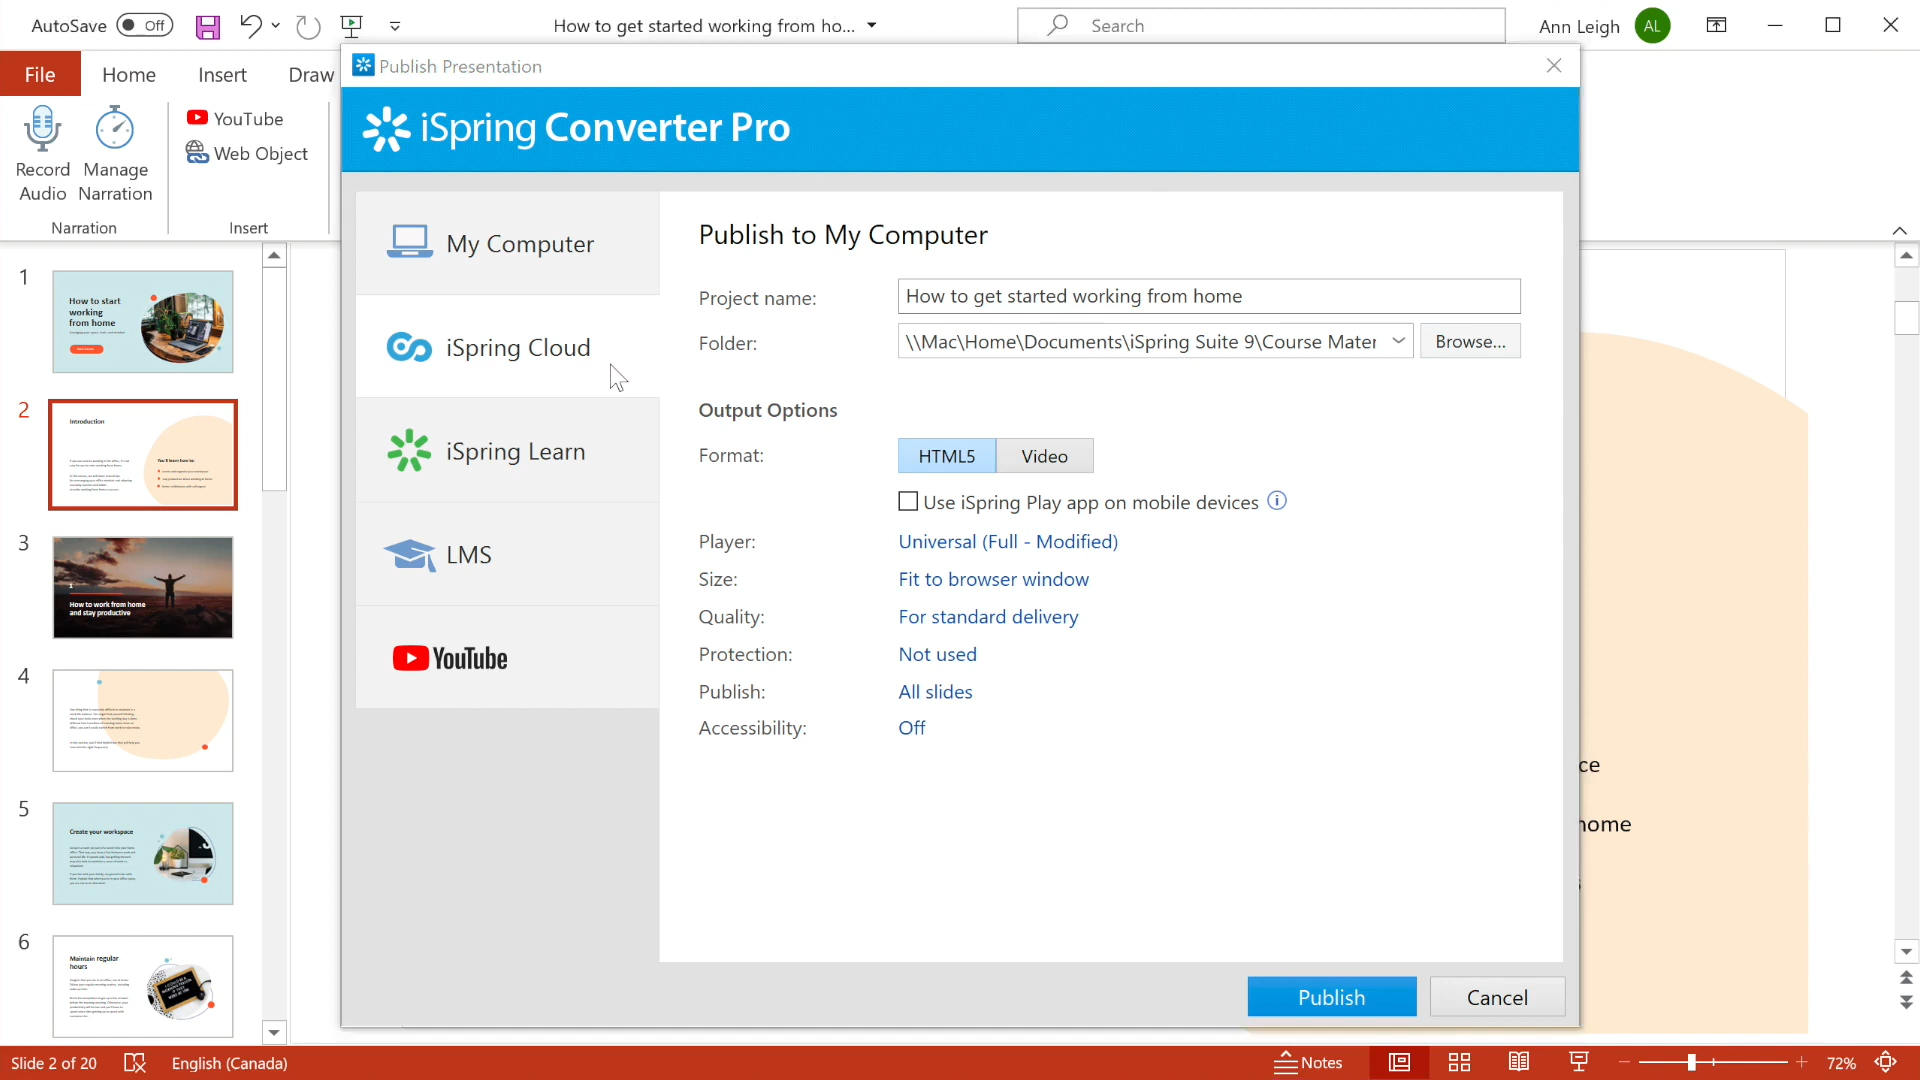 AutoSave Off
How to get started working from ho...
Search
Ann Leigh AL
File Home Insert Draw
Record Audio
Manage Narration
YouTube
Web Object
Narration
Insert
Publish Presentation
iSpring Converter Pro
My Computer
iSpring Cloud
iSpring Learn
LMS
YouTube
Publish to My Computer
Project name: How to get started working from home
Folder: \\Mac\Home\Documents\iSpring Suite 9\Course Mater Browse...
Output Options
Format: HTML5 Video
Use iSpring Play app on mobile devices
Player: Universal (Full - Modified)
Size: Fit to browser window
Quality: For standard delivery
Protection: Not used
Publish: All slides
Accessibility: Off
Publish Cancel
1
How to start
working
from home
2
Introduction
You'll learn how to:
3
1
How to work from home
and stay productive
4
5
Create your workspace
6
Maintain regular
hours
ce
home
Slide 2 of 20 English (Canada) Notes 72%